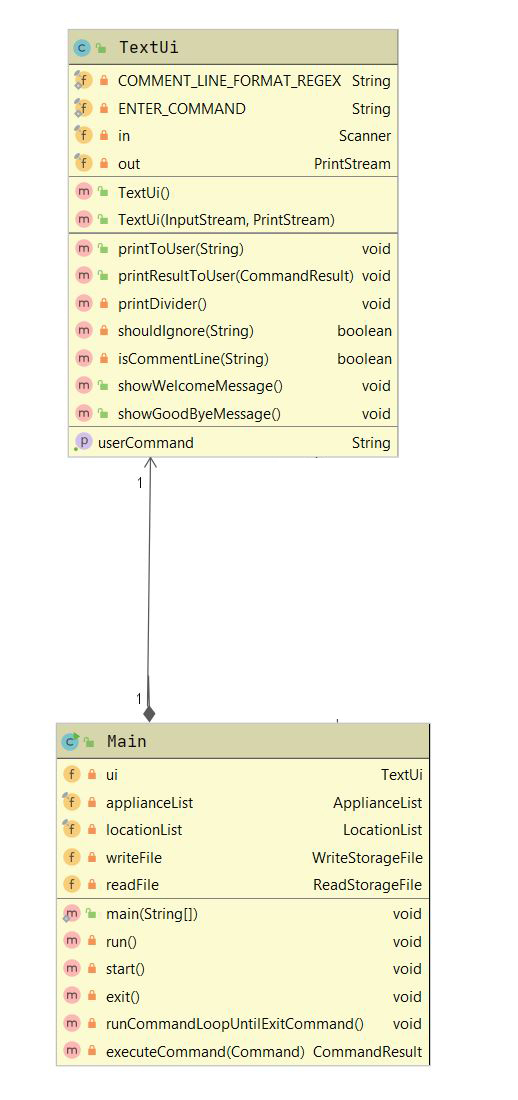 TextUi
COMMENT_LINE_FORMAT_REGEX String
ENTER_COMMAND String
in Scanner
out PrintStream
TextUi()
TextUi(InputStream, PrintStream)
printToUser(String) void
printResultToUser(CommandResult) void
printDivider() void
shouldIgnore(String) boolean
isCommentLine(String) boolean
showWelcomeMessage() void
showGoodByeMessage() void
userCommand String
1
1
Main
ui TextUi
applianceList ApplianceList
locationList LocationList
writeFile WriteStorageFile
readFile ReadStorageFile
main(String[]) void
run() void
start() void
exit() void
runCommandLoopUntilExitCommand() void
executeCommand(Command) CommandResult